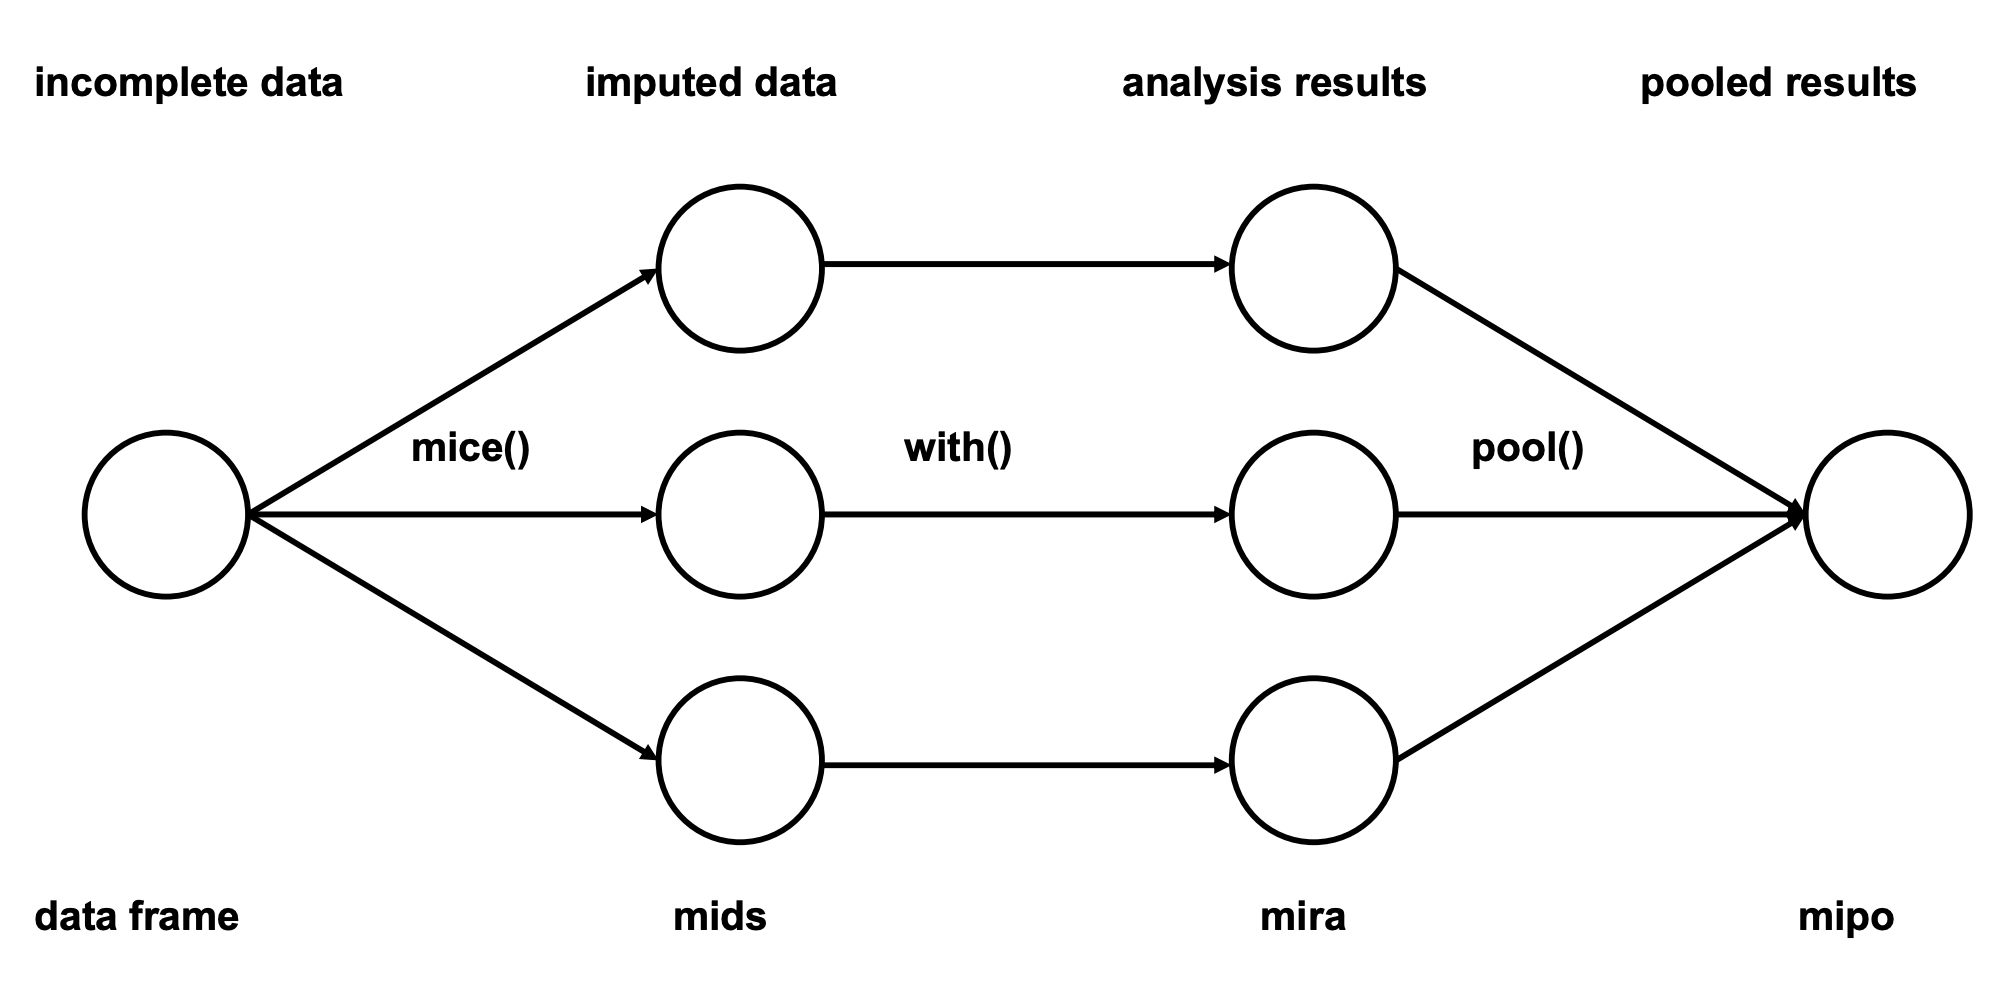 incomplete data
imputed data
analysis results
pooled results
mice()
with()
pool()
data frame
mids
mira
mipo